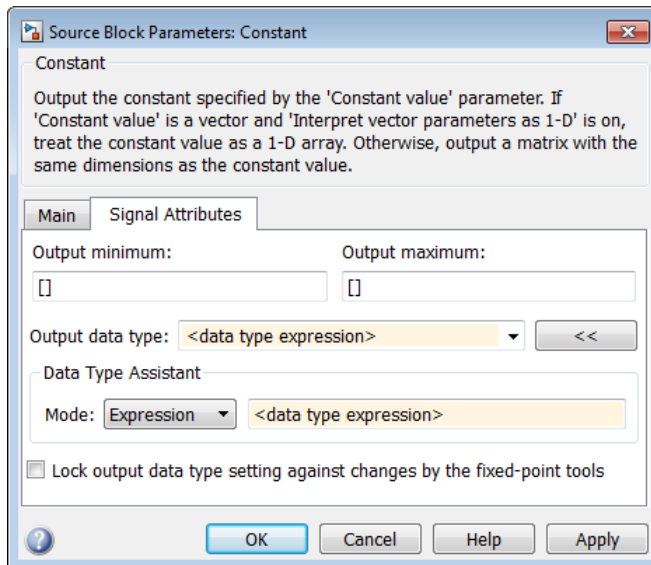 Source Block Parameters: Constant
Constant
Output the constant specified by the 'Constant value' parameter. If
'Constant value' is a vector and 'Interpret vector parameters as 1-D' is on,
treat the constant value as a 1-D array. Otherwise, output a matrix with the
same dimensions as the constant value.
Main Signal Attributes
Output minimum: Output maximum:
[] []
Output data type: <data type expression> <<
Data Type Assistant
Mode: Expression <data type expression>
Lock output data type setting against changes by the fixed-point tools
? OK Cancel Help Apply